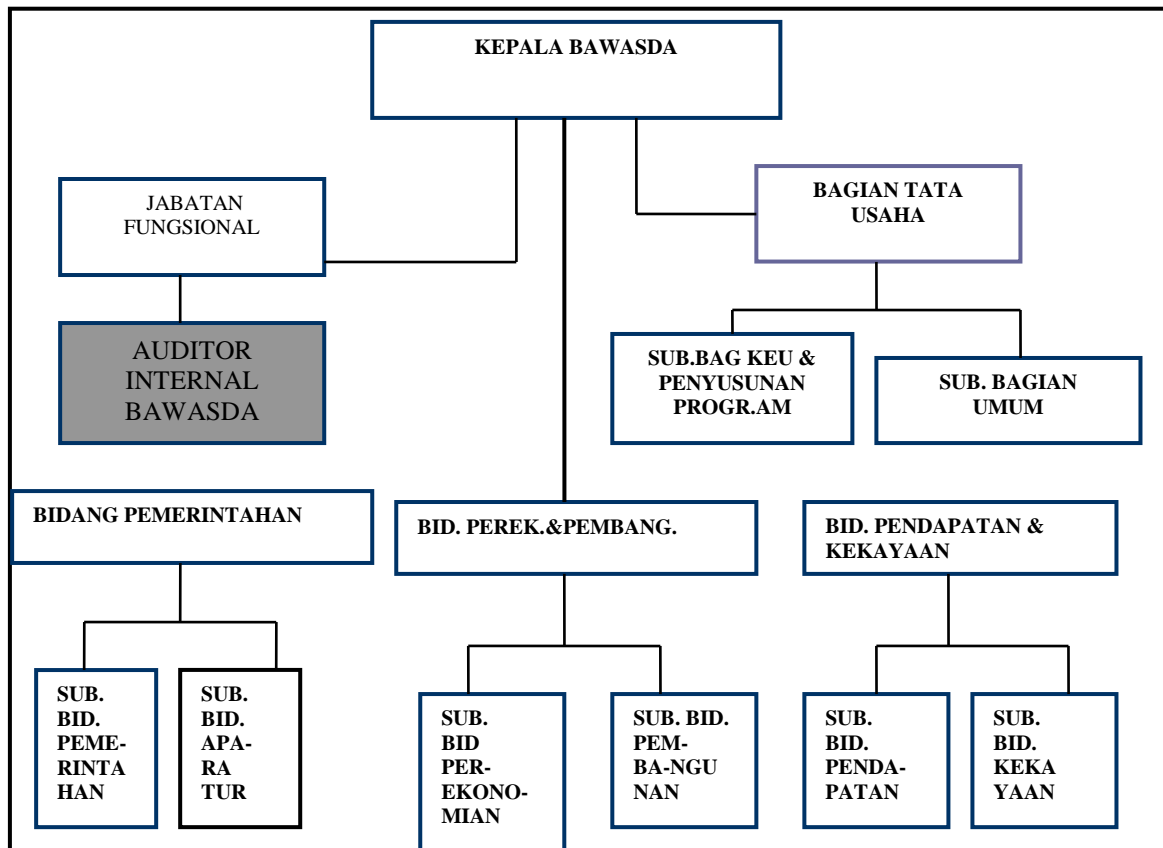 KEPALA BAWASDA
JABATAN
FUNGSIONAL
BAGIAN TATA
USAHA
AUDITOR
INTERNAL
BAWASDA
SUB.BAG KEU &
PENYUSUNAN
PROGR.AM
SUB. BAGIAN
UMUM
BIDANG PEMERINTAHAN
BID. PEREK.&PEMBANG.
BID. PENDAPATAN &
KEKAYAAN
SUB.
BID.
PEME-
RINTA
HAN
SUB.
BID.
APA-
RA
TUR
SUB.
BID
PER-
EKONO-
MIAN
SUB. BID.
PEM-
BA-NGU
NAN
SUB.
BID.
PENDA-
PATAN
SUB.
BID.
KEKA
YAAN